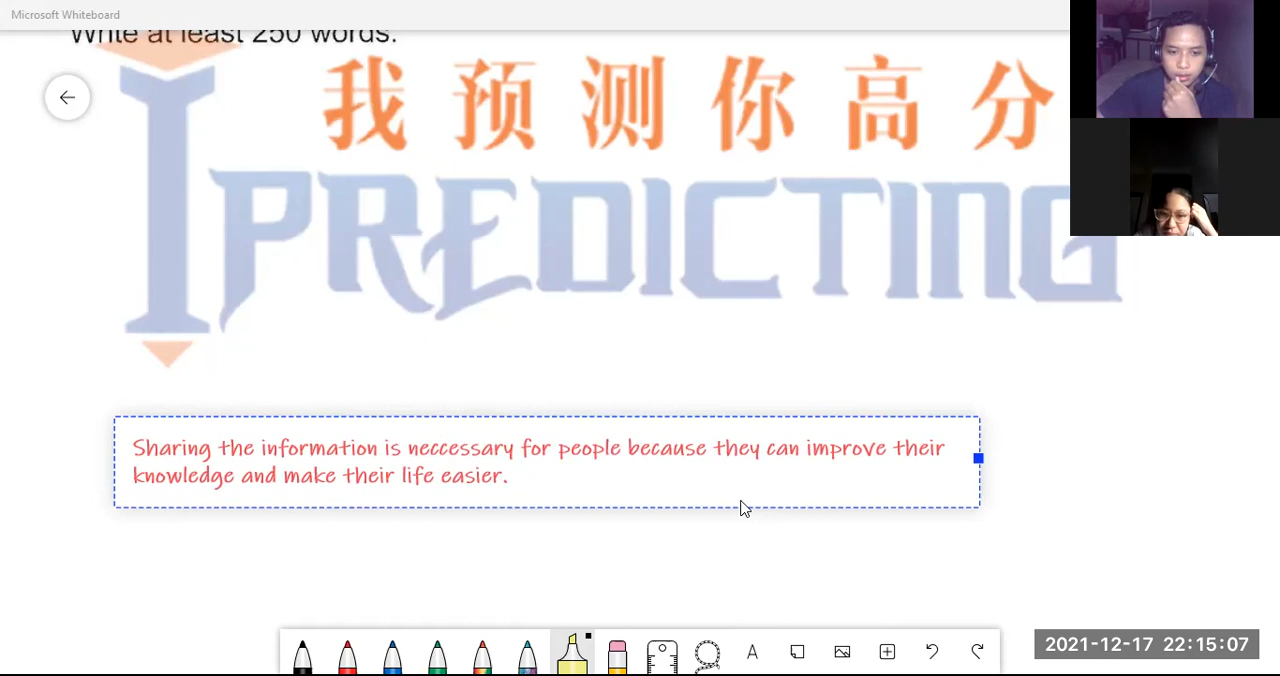 Microsoft Whiteboard
Write at least 250 words.
我预测你高分
IPREDICTING
Sharing the information is neccessary for people because they can improve their
knowledge and make their life easier.
A
2021-12-17 22:15:07